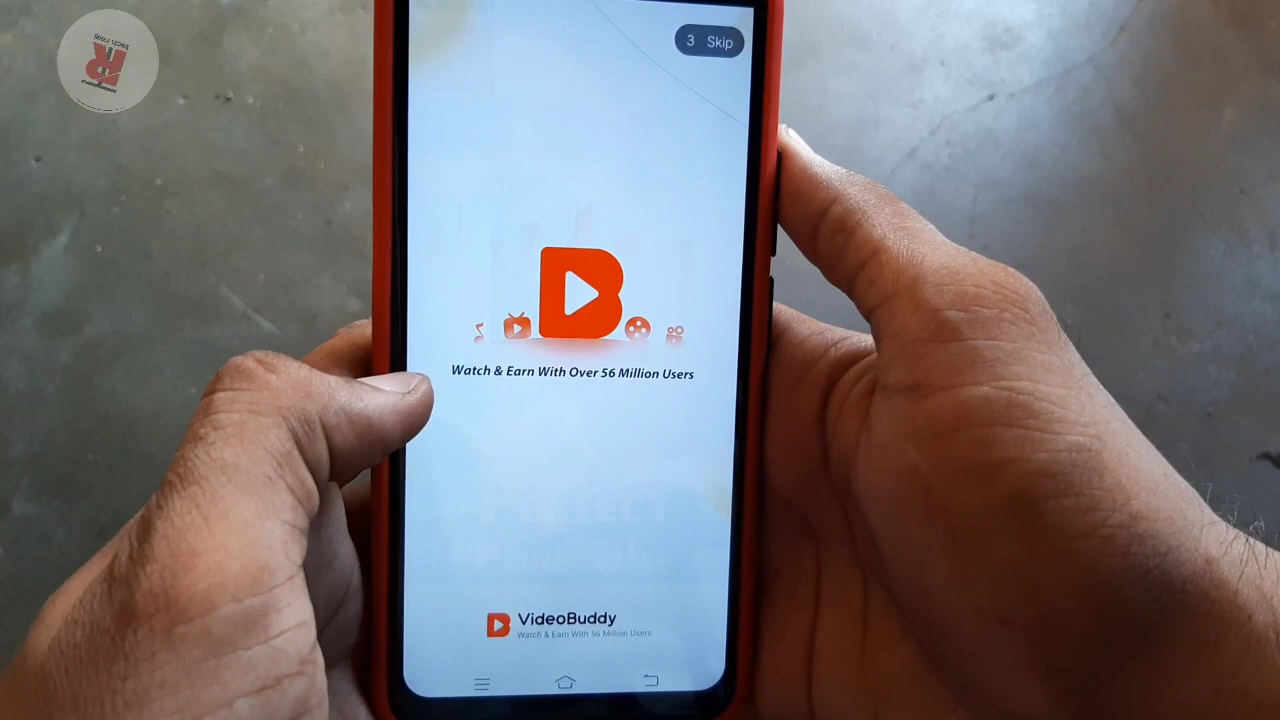 3 Skip
Watch & Earn With Over 56 Million Users
VideoBuddy
Watch & Earn With 56 Million Users